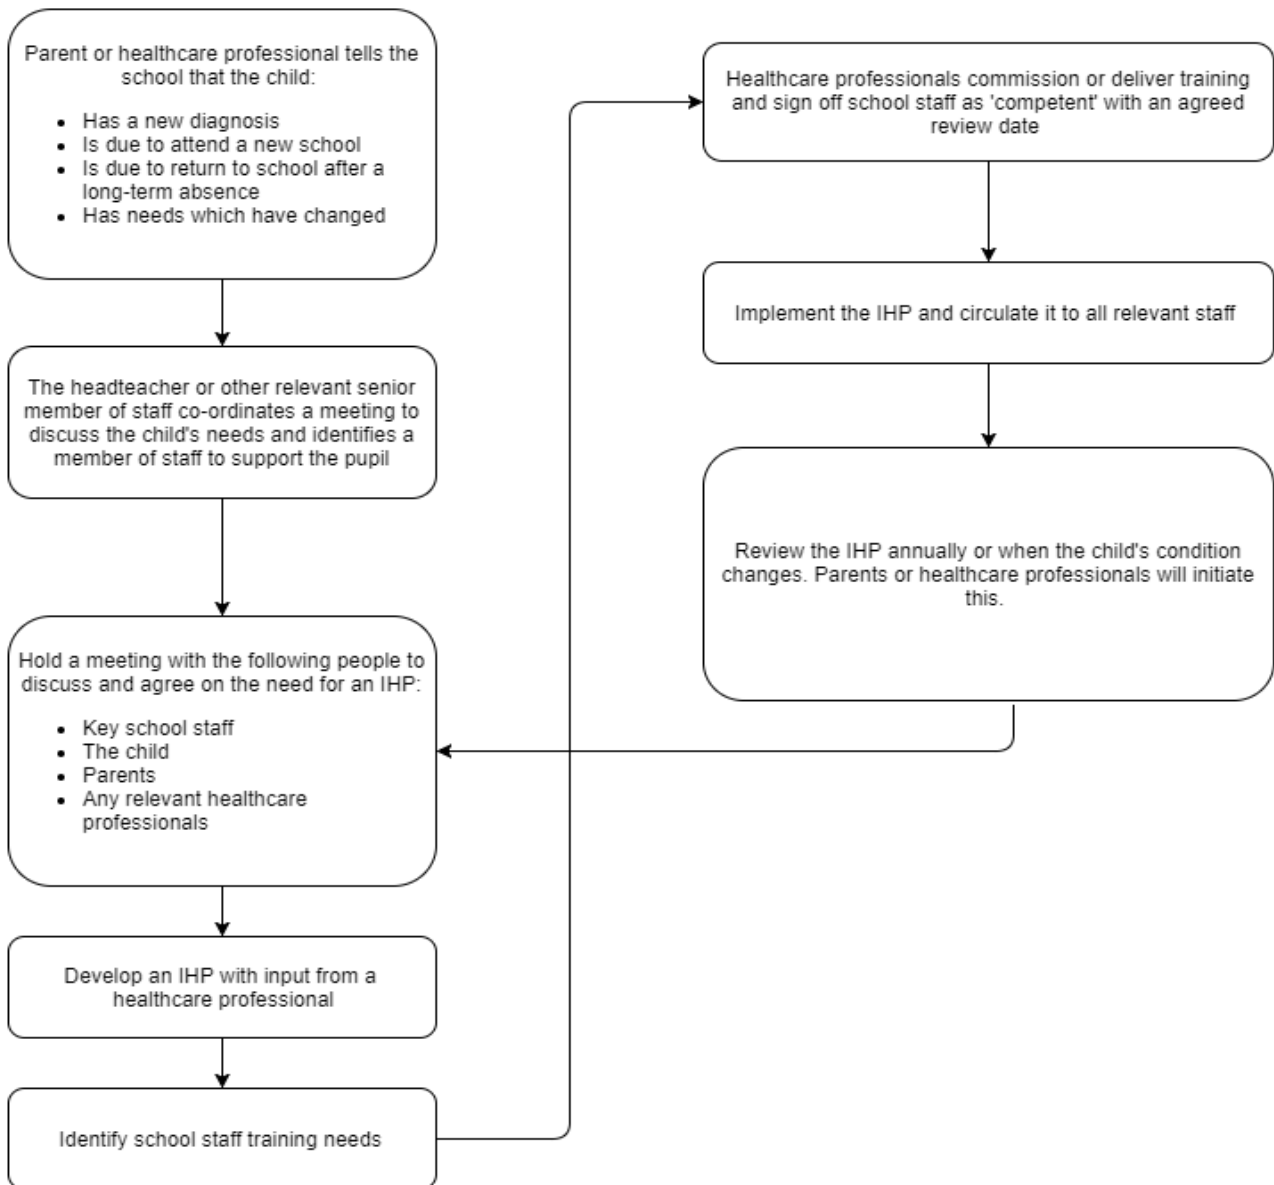 Parent or healthcare professional tells the
school that the child:
• Has a new diagnosis
• Is due to attend a new school
• Is due to return to school after a
long-term absence
• Has needs which have changed
The headteacher or other relevant senior
member of staff co-ordinates a meeting to
discuss the child's needs and identifies a
member of staff to support the pupil
Hold a meeting with the following people to
discuss and agree on the need for an IHP:
• Key school staff
• The child
• Parents
• Any relevant healthcare
professionals
Develop an IHP with input from a
healthcare professional
Identify school staff training needs
Healthcare professionals commission or deliver training
and sign off school staff as 'competent' with an agreed
review date
Implement the IHP and circulate it to all relevant staff
Review the IHP annually or when the child's condition
changes. Parents or healthcare professionals will initiate
this.